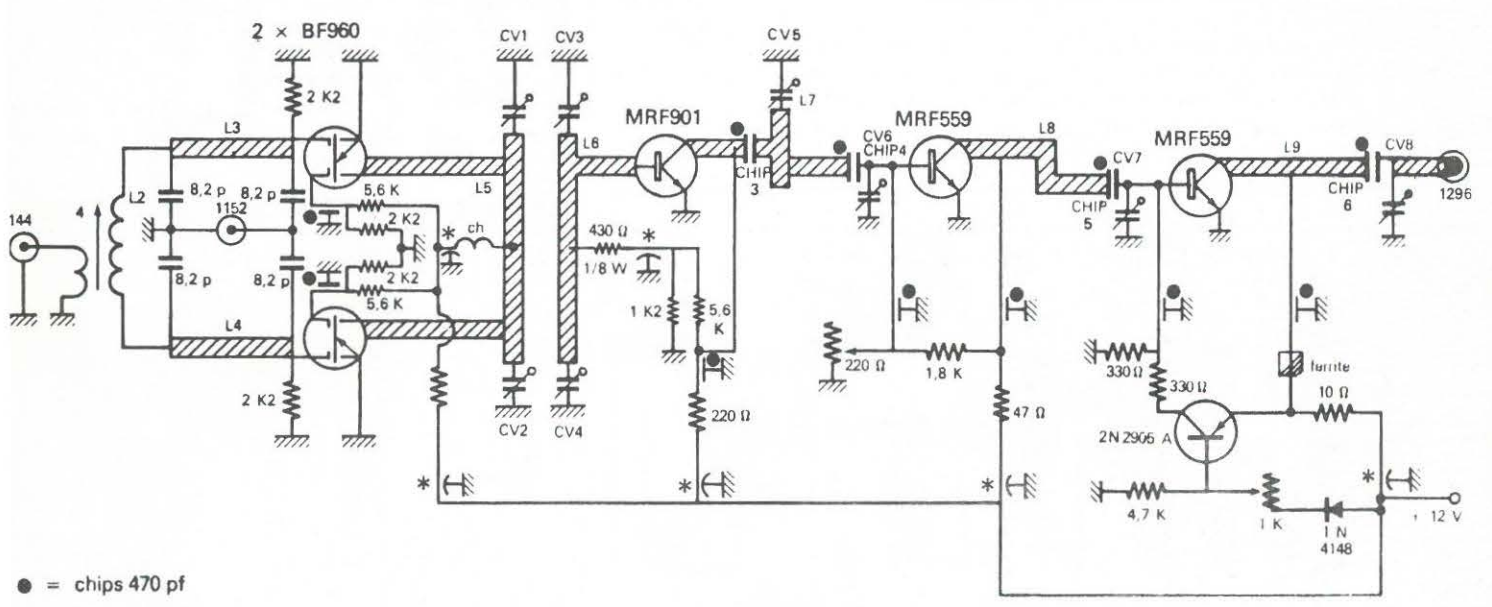 2 × BF960
CV1
CV3
CV5
2 K2
L7
MRF901
MRF559
L3
L6
CV6
CHIP4
L8
MRF559
CV7
L9
CV8
L2
8,2 p
8,2 p
5,6 K
L5
CHIP
3
CHIP
5
CHIP
6
1296
4
1152
2 K2
144
*
ch
430 Ω
*
1/8 W
8,2 p
8,2 p
2 K2
5,6 K
1 K2
5,6
K
L4
220 Ω
1,8 K
330 Ω
ferrite
330 Ω
10 Ω
2 K2
CV2
CV4
220 Ω
47 Ω
2N 2905 A
*
*
*
*
4,7 K
1 K
1 N
4148
+ 12 V
● = chips 470 pf